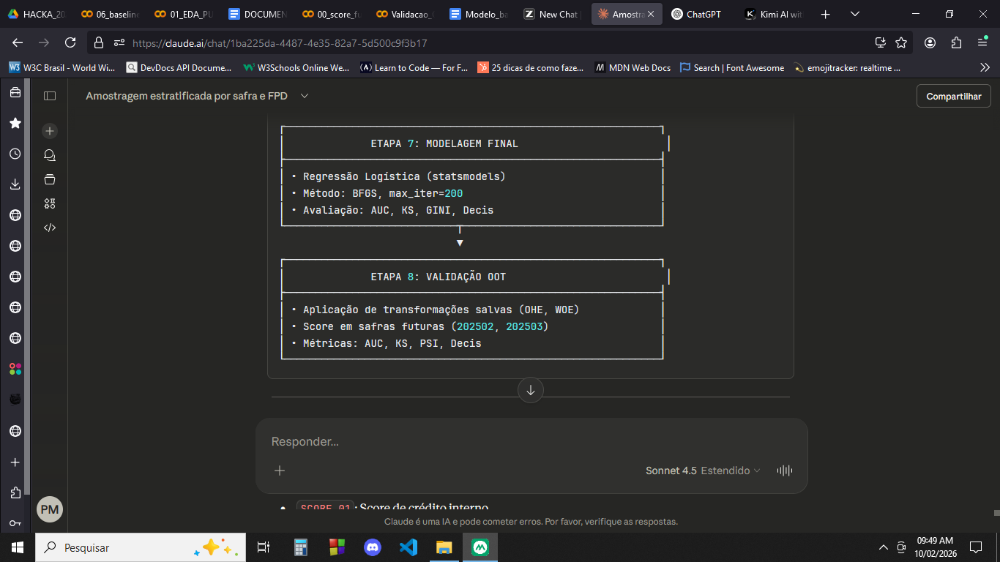 HACKA_20
06_baseline
01_EDA_PU
DOCUMEN
00_score_fu
Validacao_
Modelo_ba
New Chat
Amostra
ChatGPT
Kimi AI wit
https://claude.ai/chat/1ba225da-4487-4e35-82a7-5d500c9f3b17
W3C Brasil - World Wi...
DevDocs API Docume...
W3Schools Online We...
Learn to Code — For F...
25 dicas de como faze...
MDN Web Docs
Search | Font Awesome
emojitracker: realtime ...
Amostragem estratificada por safra e FPD
Compartilhar
ETAPA 7: MODELAGEM FINAL
• Regressão Logística (statsmodels)
• Método: BFGS, max_iter=200
• Avaliação: AUC, KS, GINI, Decis
▼
ETAPA 8: VALIDAÇÃO OOT
• Aplicação de transformações salvas (OHE, WOE)
• Score em safras futuras (202502, 202503)
• Métricas: AUC, KS, PSI, Decis
Responder...
Sonnet 4.5 Estendido
• SCORE_01: Score de crédito interno
PM
Claude é uma IA e pode cometer erros. Por favor, verifique as respostas.
Pesquisar
09:49 AM
10/02/2026